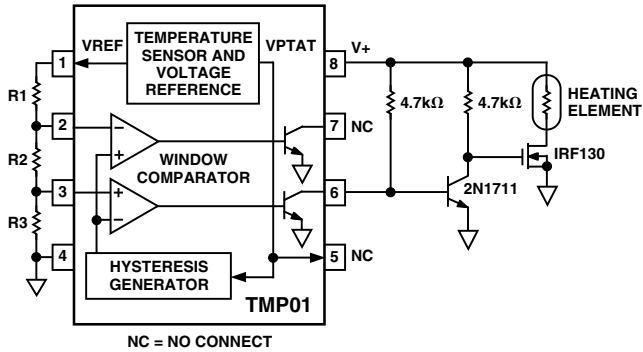 TEMPERATURE
SENSOR AND
VOLTAGE
REFERENCE
VREF
VPTAT
1
8
V+
R1
4.7kΩ
4.7kΩ
HEATING
ELEMENT
2
7
NC
–
+
IRF130
R2
WINDOW
COMPARATOR
3
6
2N1711
+
–
R3
4
5
NC
HYSTERESIS
GENERATOR
TMP01
NC = NO CONNECT